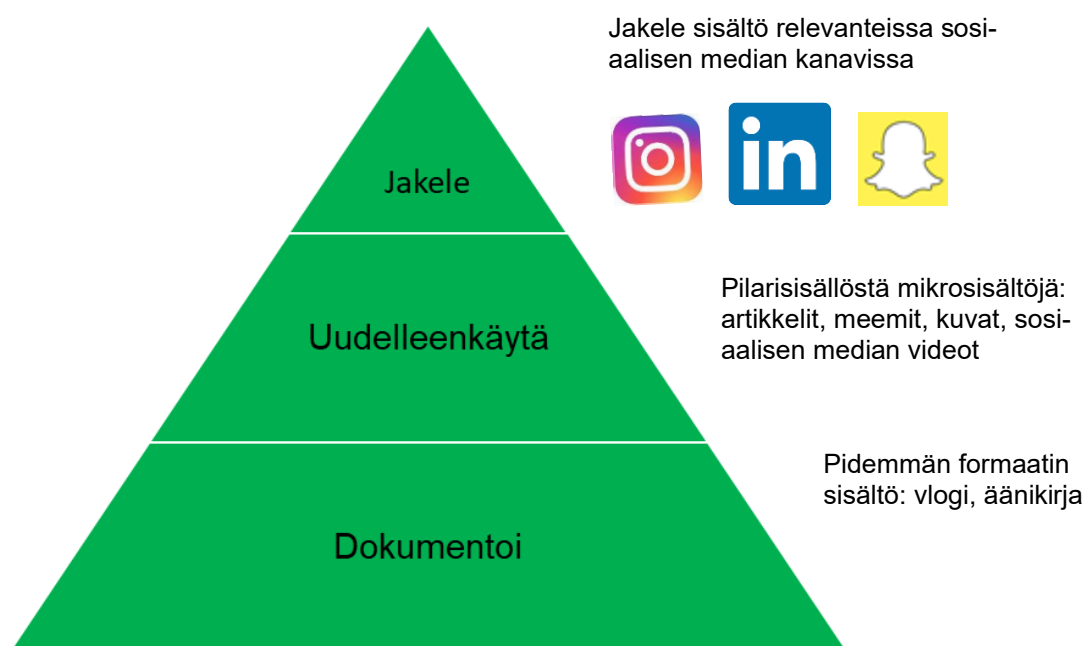 Jakele sisältö relevanteissa sosi-
aalisen median kanavissa
in
Jakele
Pilarisisällöstä mikrosisältöjä:
artikkelit, meemit, kuvat, sosi-
aalisen median videot
Uudelleenkäytä
Pidemmän formaatin
sisältö: vlogi, äänikirja
Dokumentoi